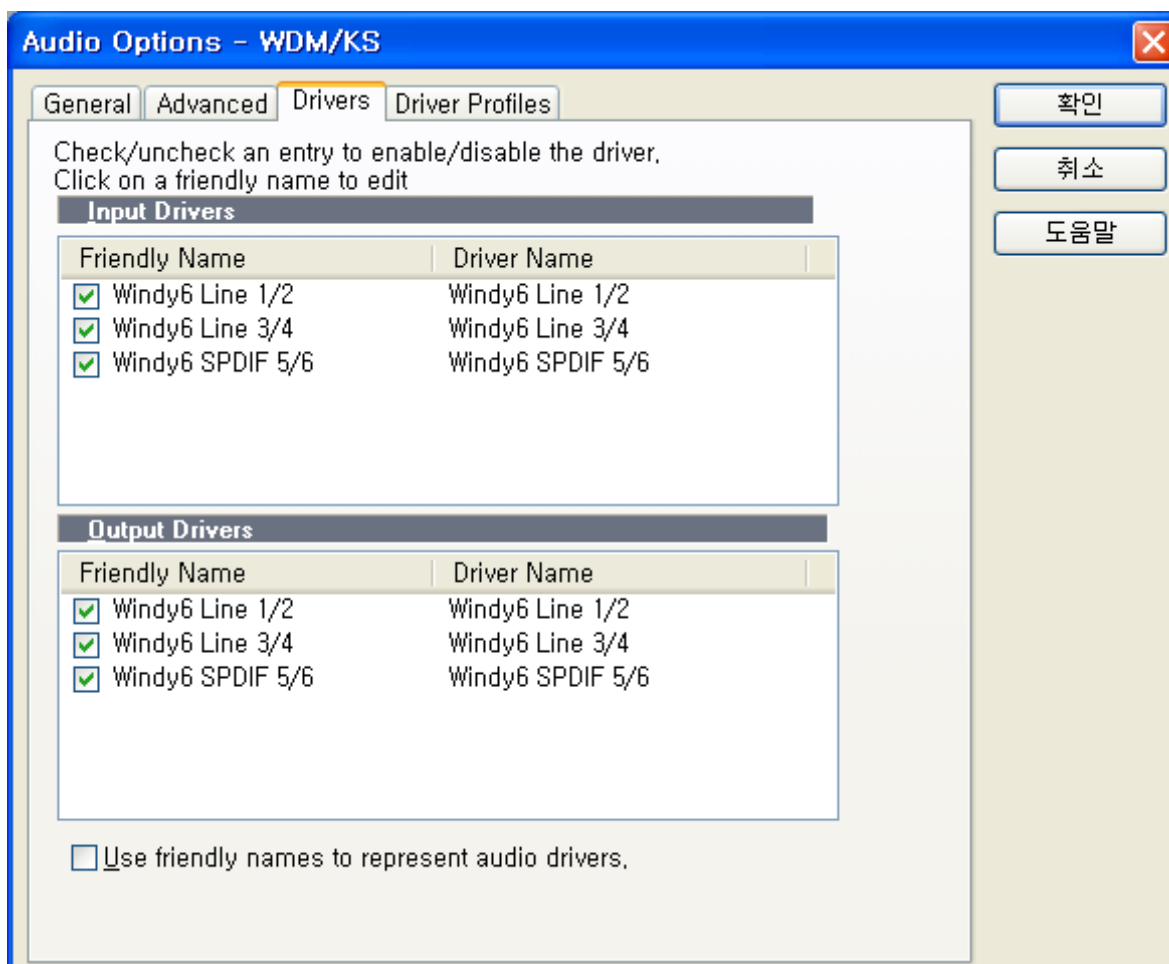 Audio Options - WDM/KS
General Advanced Drivers Driver Profiles
확인
취소
도움말
Check/uncheck an entry to enable/disable the driver,
Click on a friendly name to edit
Input Drivers
Friendly Name Driver Name
Windy6 Line 1/2 Windy6 Line 1/2
Windy6 Line 3/4 Windy6 Line 3/4
Windy6 SPDIF 5/6 Windy6 SPDIF 5/6
Output Drivers
Friendly Name Driver Name
Windy6 Line 1/2 Windy6 Line 1/2
Windy6 Line 3/4 Windy6 Line 3/4
Windy6 SPDIF 5/6 Windy6 SPDIF 5/6
Use friendly names to represent audio drivers,